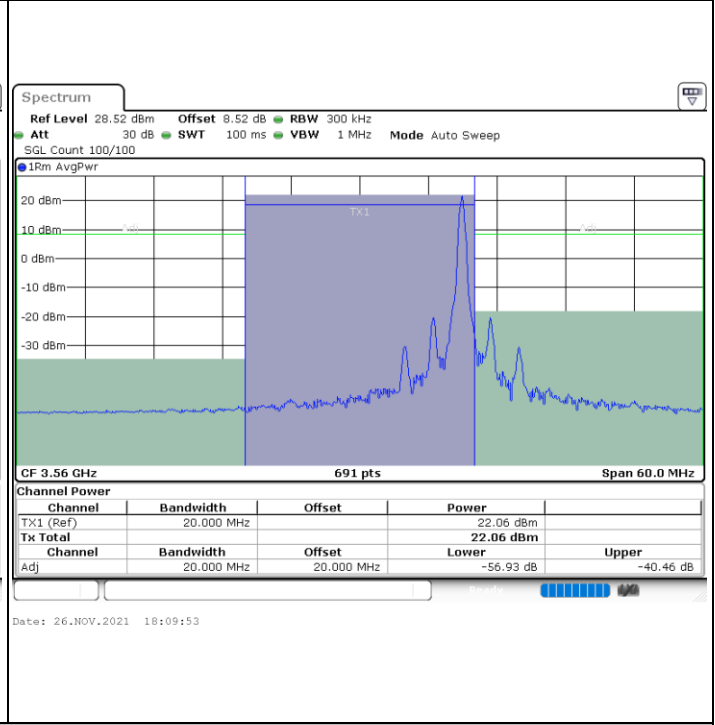 Spectrum
Ref Level 28.52 dBm Offset 8.52 dB RBW 300 kHz
Att 30 dB SWT 100 ms VBW 1 MHz Mode Auto Sweep
SGL Count 100/100
1Rm AvgPwr
20 dBm
TX1
10 dBm Adj Adj
0 dBm
-10 dBm
-20 dBm
-30 dBm
CF 3.56 GHz 691 pts Span 60.0 MHz
Channel Power
Channel Bandwidth Offset Power
TX1 (Ref) 20.000 MHz 22.06 dBm
Tx Total 22.06 dBm
Channel Bandwidth Offset Lower Upper
Adj 20.000 MHz 20.000 MHz -56.93 dB -40.46 dB
Ready
Date: 26.NOV.2021 18:09:53